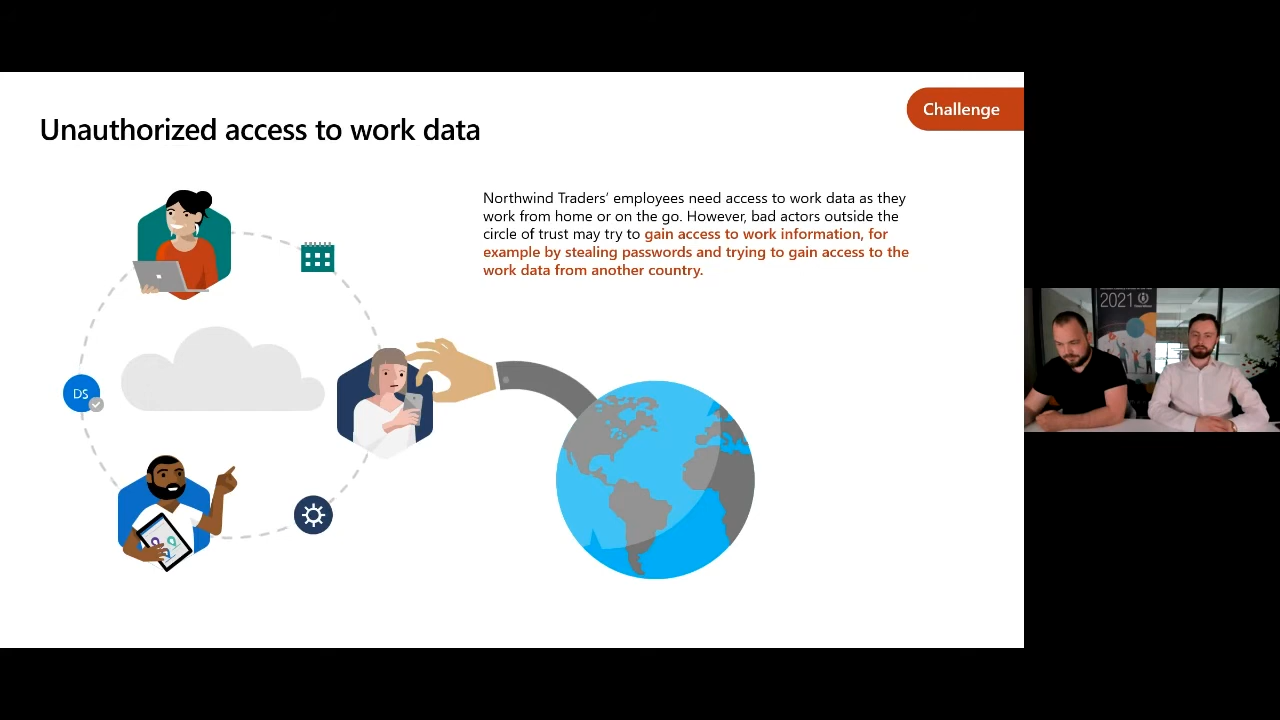 Challenge
Unauthorized access to work data
Northwind Traders’ employees need access to work data as they
work from home or on the go. However, bad actors outside the
circle of trust may try to gain access to work information, for
example by stealing passwords and trying to gain access to the
work data from another country.
DS
2021